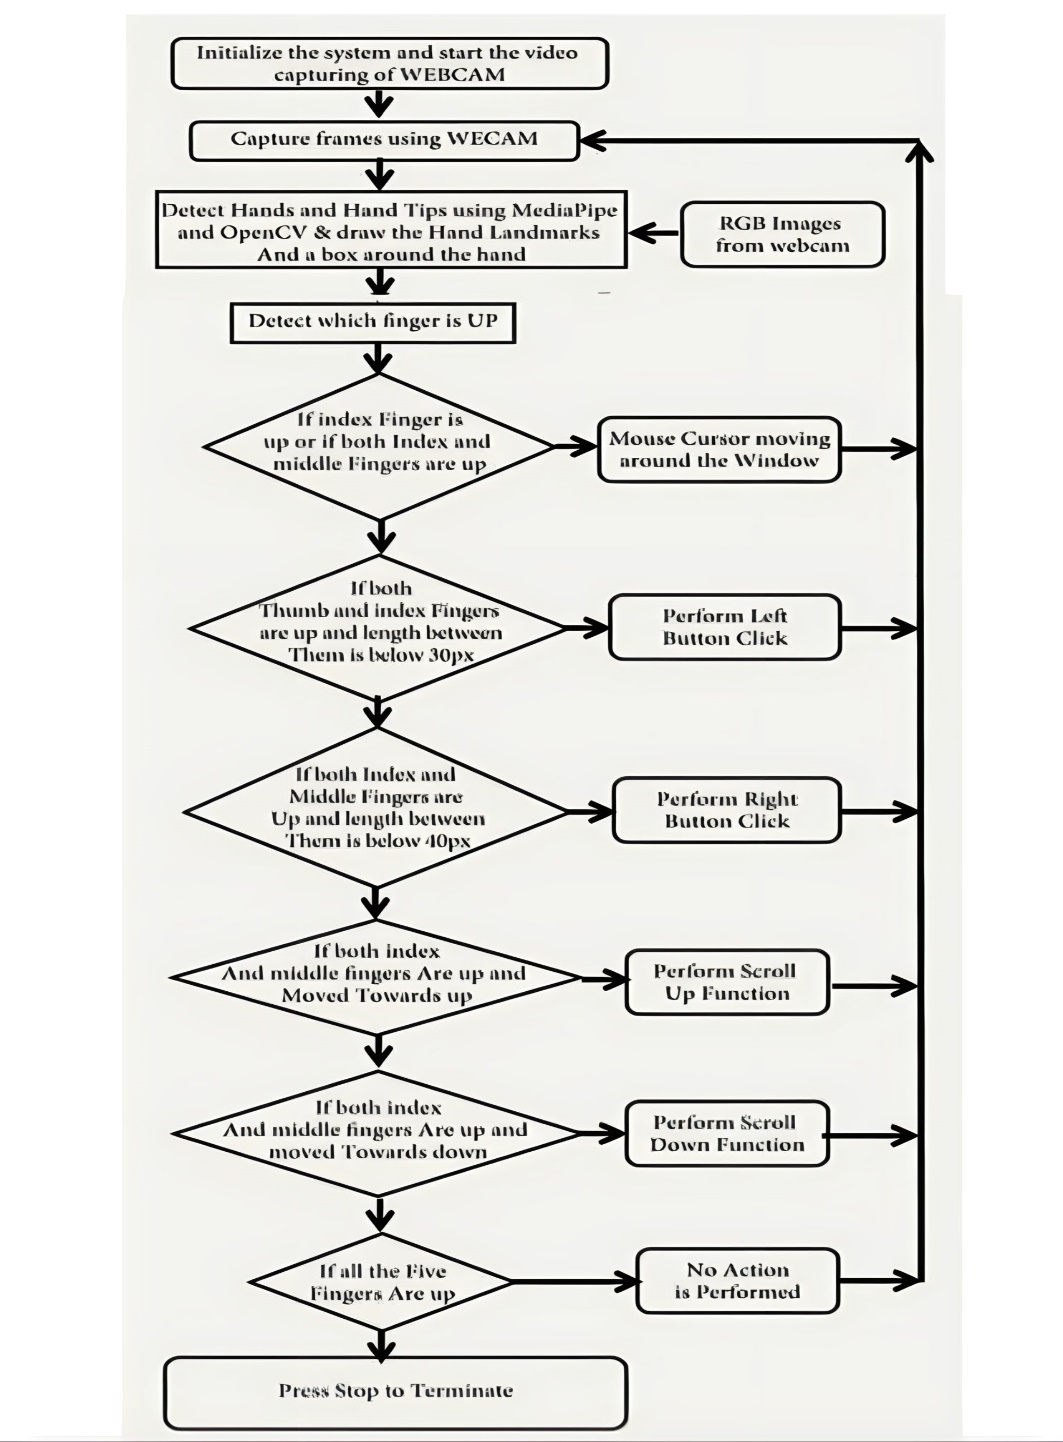 Initialize the system and start the video
capturing of WEBCAM
Capture frames using WECAM
Detect Hands and Hand Tips using MediaPipe
and OpenCV & draw the Hand Landmarks
And a box around the hand
RGB Images
from webcam
Detect which finger is UP
If index Finger is
up or if both Index and
middle Fingers are up
Mouse Cursor moving
around the Window
If both
Thumb and index Fingers
are up and length between
Them is below 30px
Perform Left
Button Click
If both Index and
Middle Fingers are
Up and length between
Them is below 40px
Perform Right
Button Click
If both index
And middle fingers Are up and
Moved Towards up
Perform Scroll
Up Function
If both index
And middle fingers Are up and
moved Towards down
Perform Scroll
Down Function
If all the Five
Fingers Are up
No Action
is Performed
Press Stop to Terminate